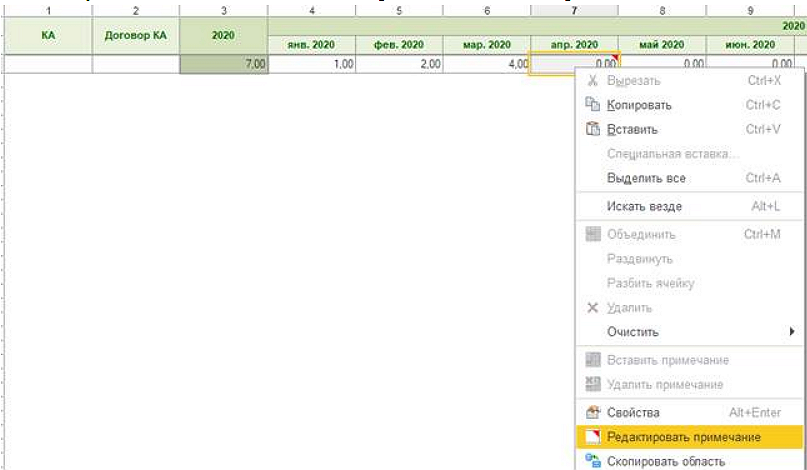 1 2 3 4 5 6 7 8 9
КА Договор КА 2020 2020
янв. 2020 фев. 2020 мар. 2020 апр. 2020 май 2020 июн. 2020
7,00 1,00 2,00 4,00 0,00 0,00 0,00
Вырезать Ctrl+X
Копировать Ctrl+C
Вставить Ctrl+V
Специальная вставка...
Выделить все Ctrl+A
Искать везде Alt+L
Объединить Ctrl+M
Раздвинуть
Разбить ячейку
Удалить
Очистить
Вставить примечание
Удалить примечание
Свойства Alt+Enter
Редактировать примечание
Скопировать область